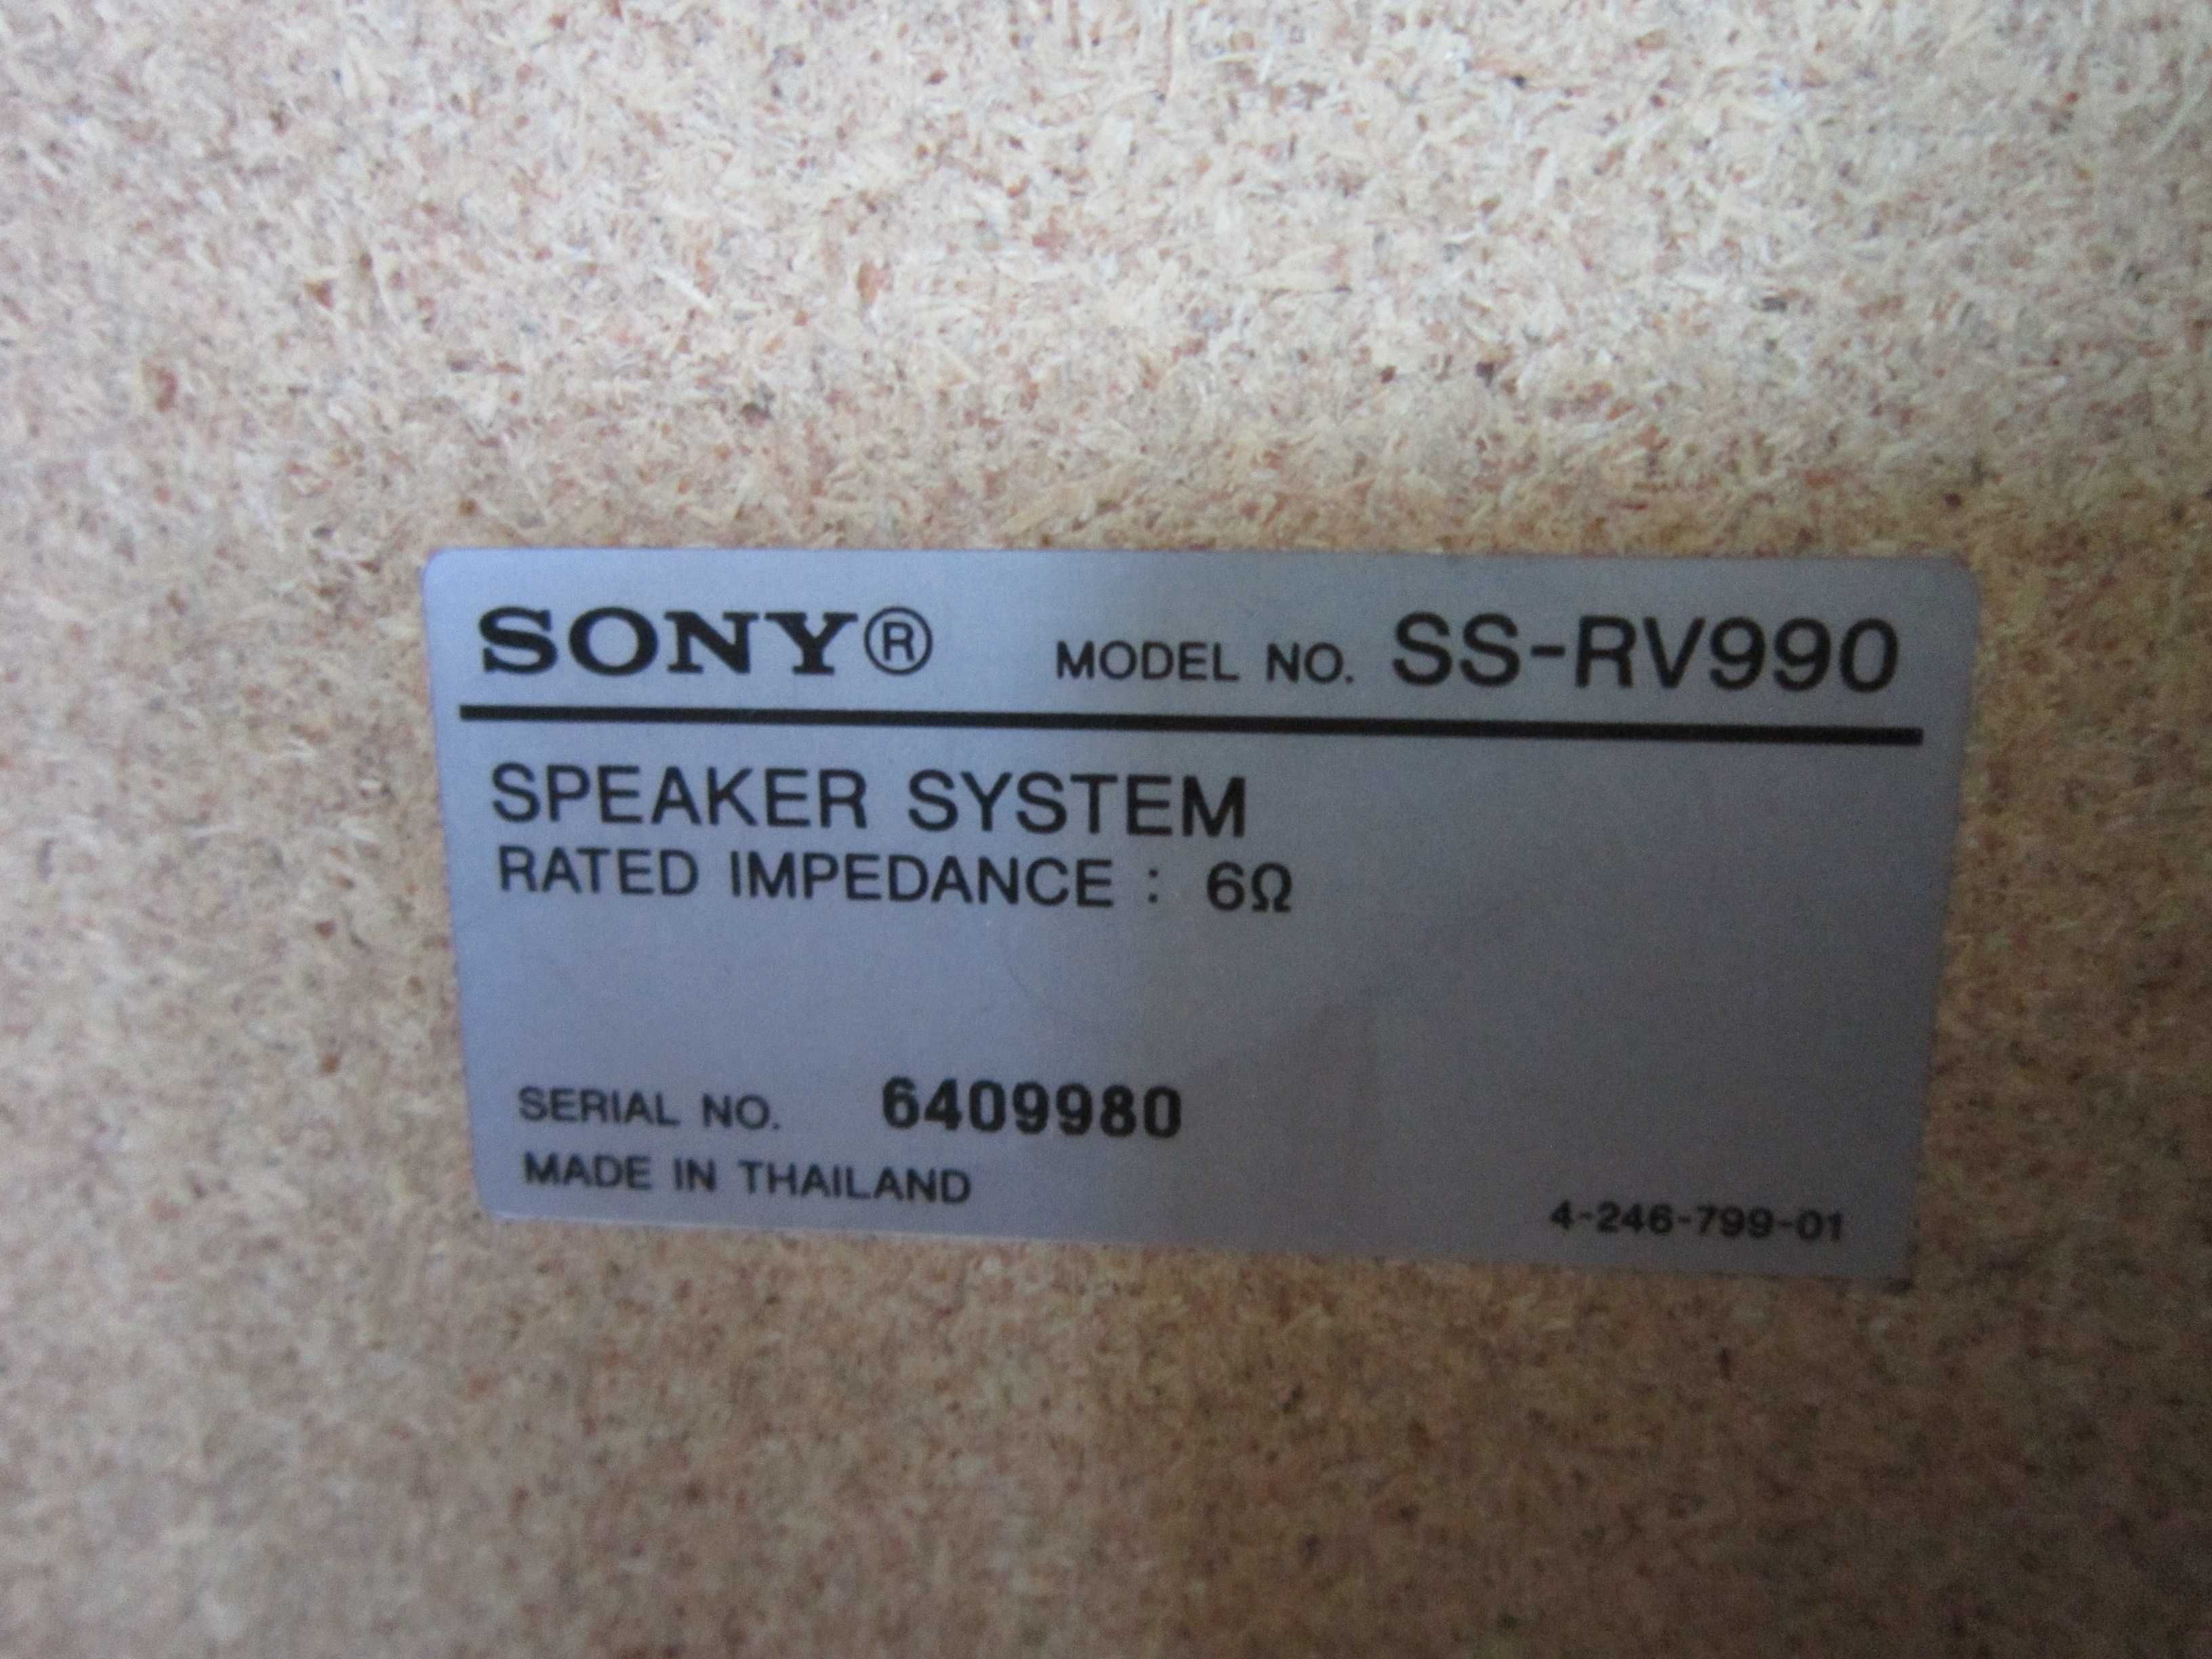 SONY® MODEL NO. SS-RV990
SPEAKER SYSTEM
RATED IMPEDANCE : 6Ω
SERIAL NO. 6409980
MADE IN THAILAND
4-246-799-01